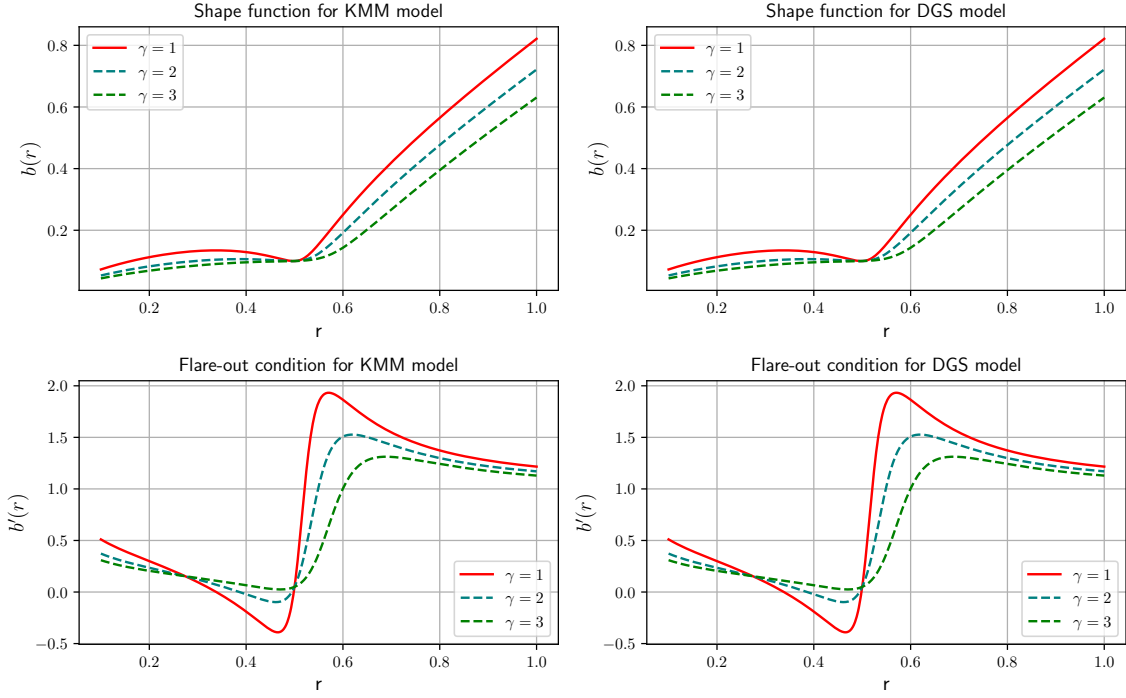 Shape function for KMM model
0.8
0.6
0.4
0.2
b(r)
γ = 1
γ = 2
γ = 3
0.2 0.4 0.6 0.8 1.0
r
Shape function for DGS model
0.8
0.6
0.4
0.2
b(r)
γ = 1
γ = 2
γ = 3
0.2 0.4 0.6 0.8 1.0
r
Flare-out condition for KMM model
2.0
1.5
1.0
0.5
0.0
−0.5
b′(r)
γ = 1
γ = 2
γ = 3
0.2 0.4 0.6 0.8 1.0
r
Flare-out condition for DGS model
2.0
1.5
1.0
0.5
0.0
−0.5
b′(r)
γ = 1
γ = 2
γ = 3
0.2 0.4 0.6 0.8 1.0
r